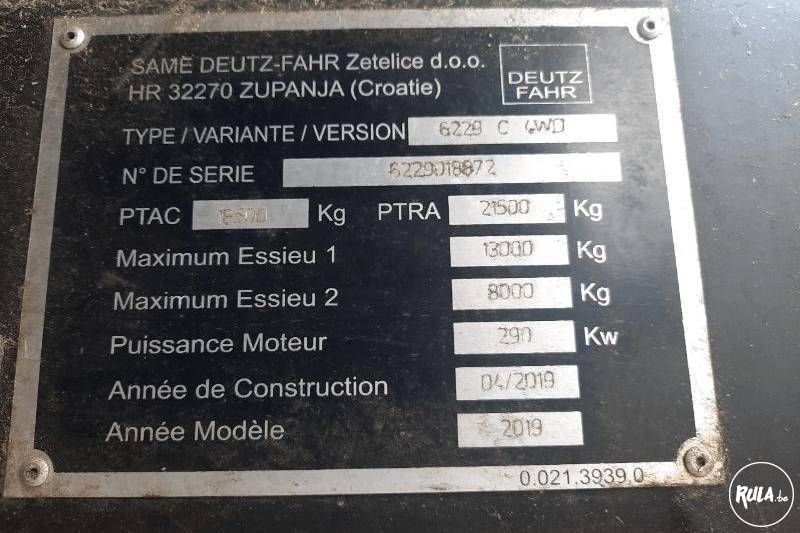 SAME DEUTZ-FAHR Zetelice d.o.o.
HR 32270 ZUPANJA (Croatie)
DEUTZ
FAHR
TYPE / VARIANTE / VERSION 6229 C 4WD
N° DE SERIE 6229018872
PTAC Kg PTRA 21500 Kg
Maximum Essieu 1 13000 Kg
Maximum Essieu 2 8000 Kg
Puissance Moteur 290 Kw
Année de Construction 04/2019
Année Modèle 2019
0.021.3939.0
RULA.be